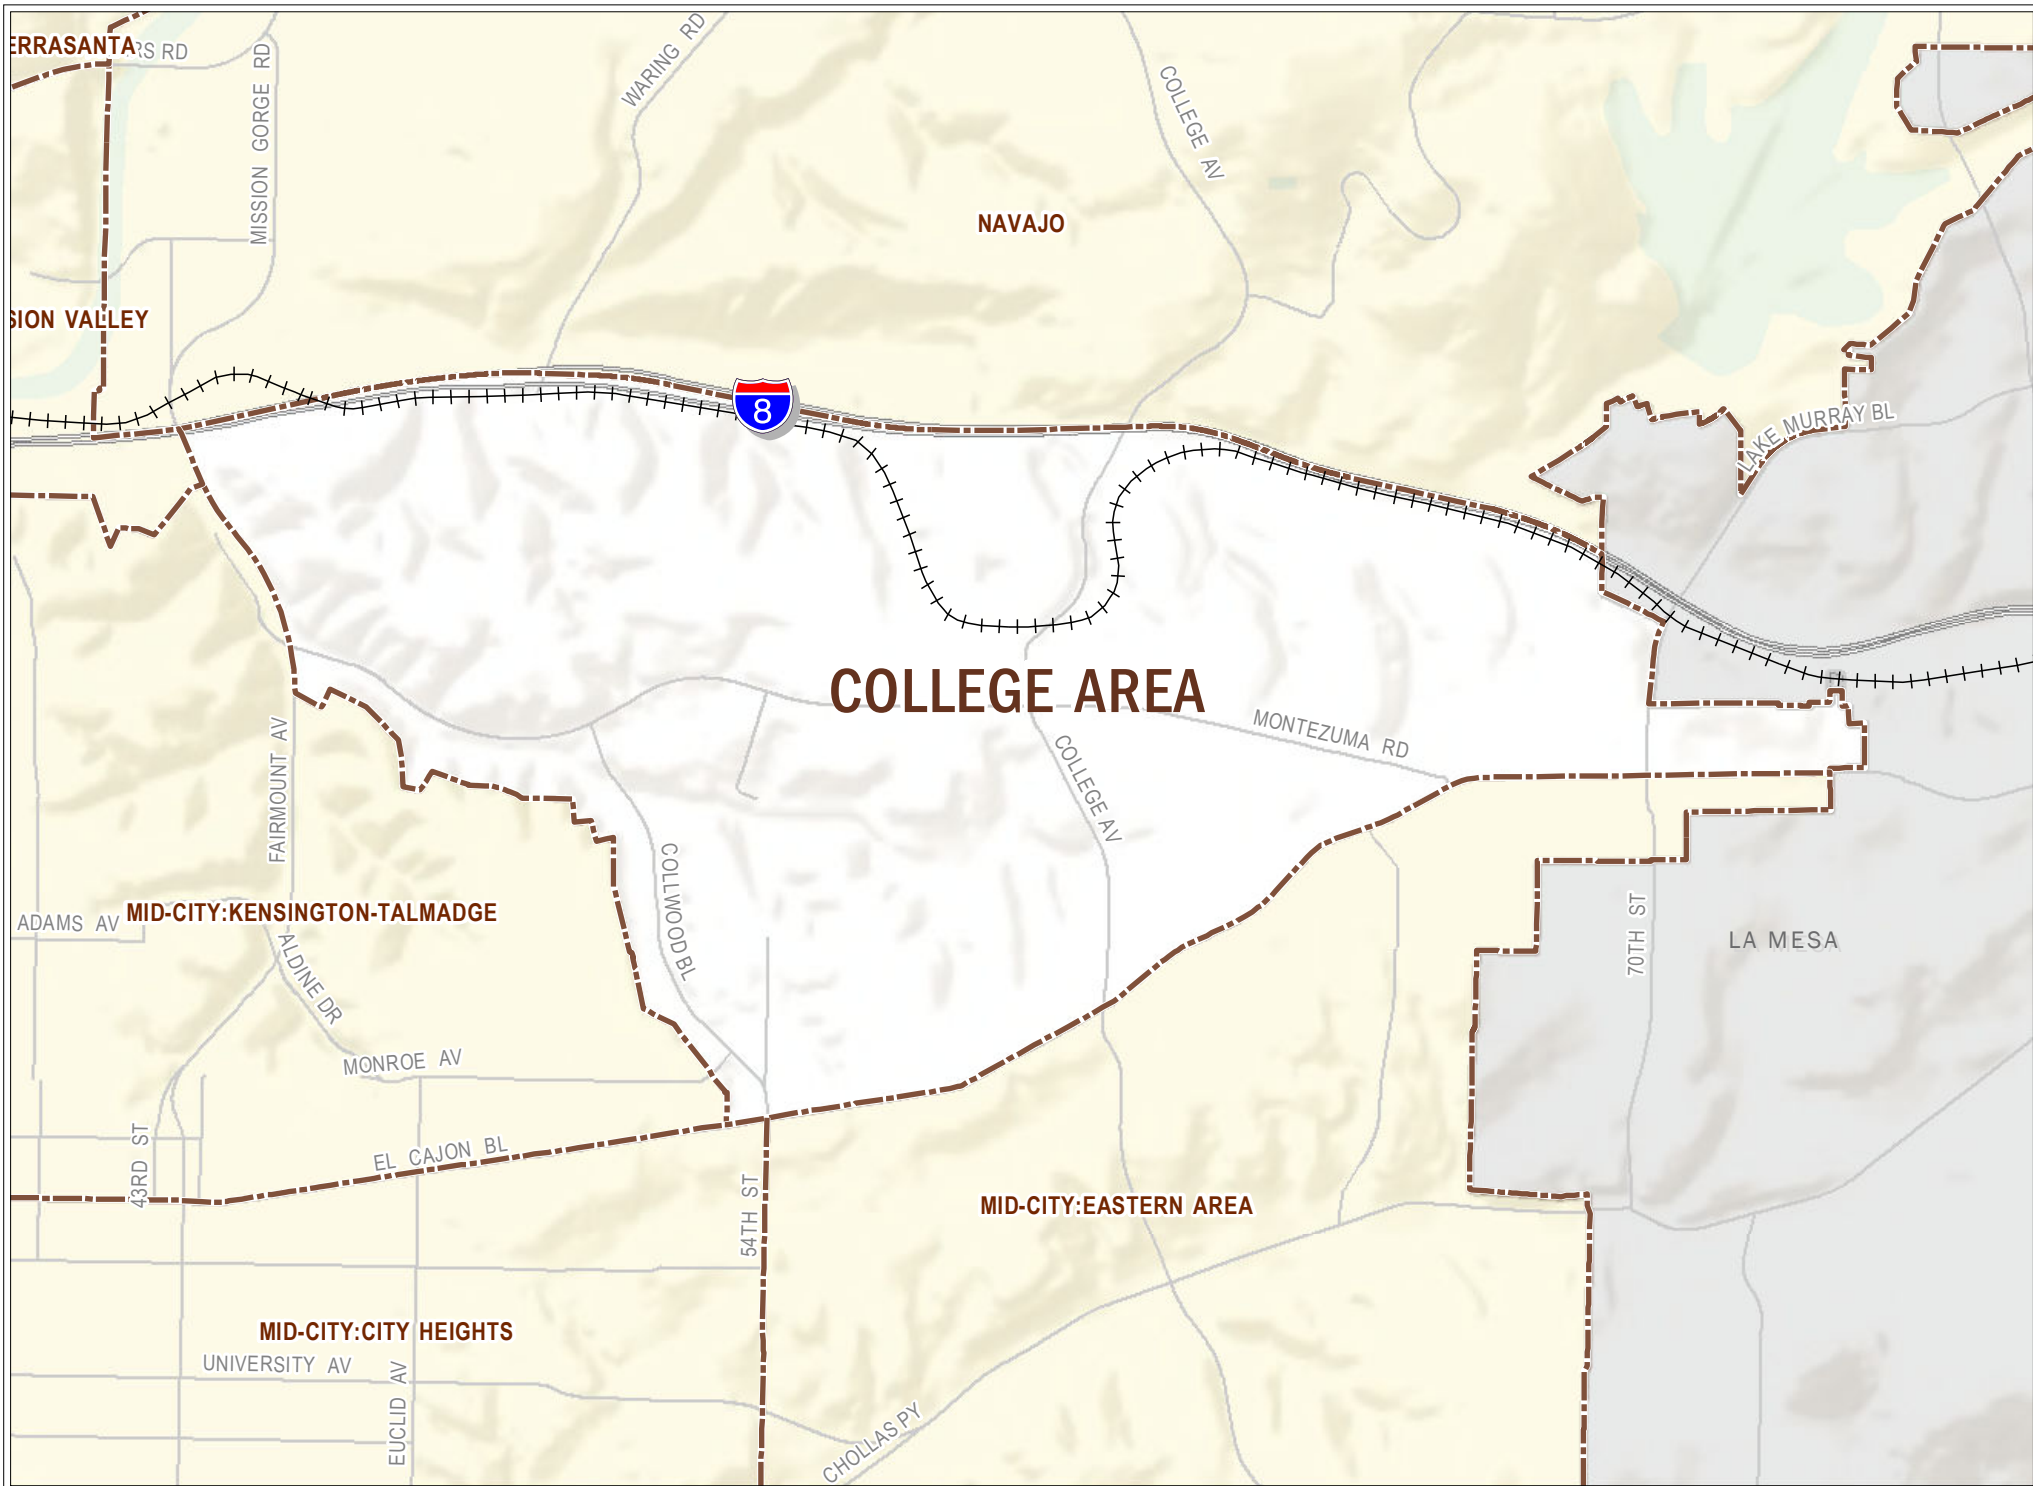 ERRASANTA
RS RD
MISSION GORGE RD
WARING RD
COLLEGE AV
NAVAJO
SION VALLEY
8
LAKE MURRAY BL
COLLEGE AREA
MONTEZUMA RD
COLLEGE AV
FAIRMOUNT AV
COLLWOOD BL
ADAMS AV
MID-CITY:KENSINGTON-TALMADGE
ALDINE DR
70TH ST
LA MESA
MONROE AV
43RD ST
EL CAJON BL
54TH ST
MID-CITY:EASTERN AREA
MID-CITY:CITY HEIGHTS
UNIVERSITY AV
EUCLID AV
CHOLLAS PY